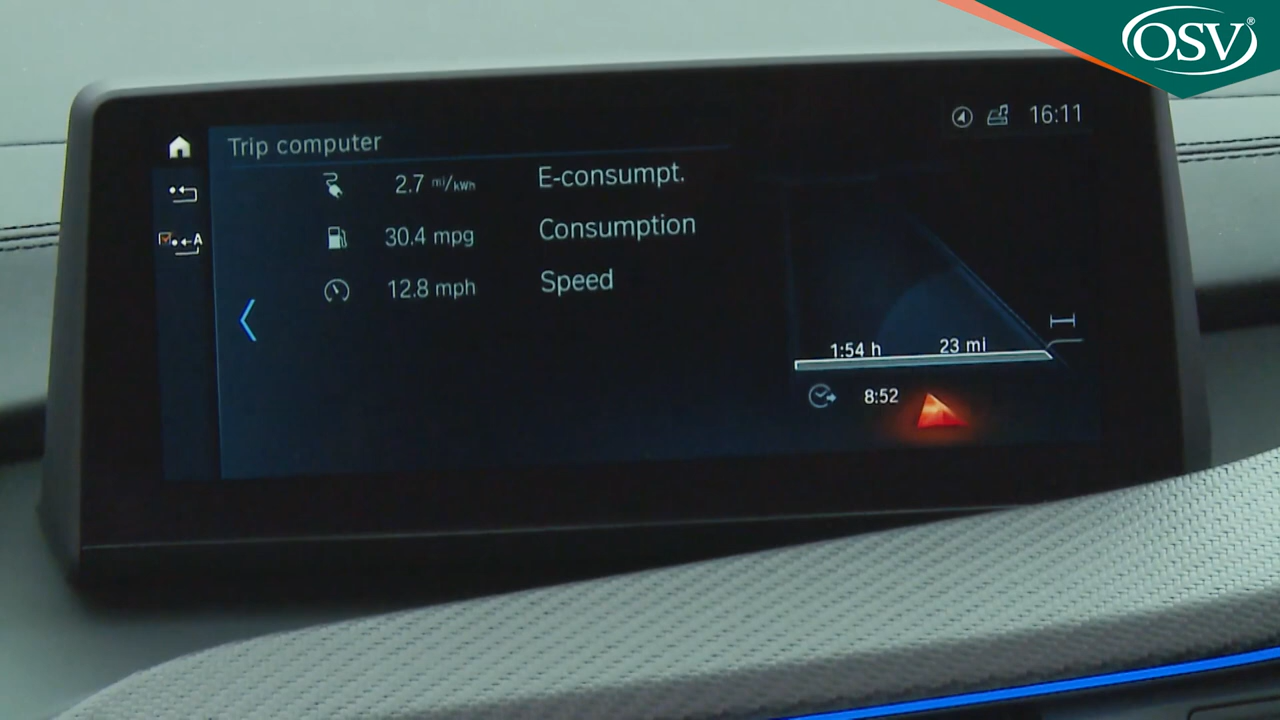 OSV®
16:11
Trip computer
2.7 mi/kWh E-consumpt.
A
30.4 mpg Consumption
12.8 mph Speed
1:54 h 23 mi
8:52